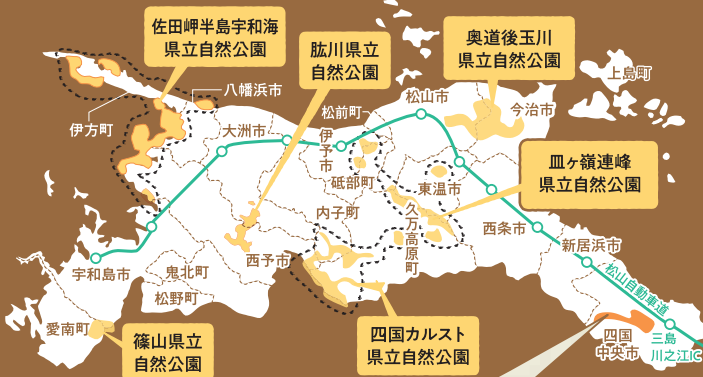 佐田岬半島宇和海
県立自然公園
肱川県立
自然公園
奥道後玉川
県立自然公園
上島町
八幡浜市
伊方町
大洲市
松前町
松山市
今治市
伊予市
砥部町
東温市
皿ヶ嶺連峰
県立自然公園
内子町
久万高原町
西条市
新居浜市
西予市
宇和島市
鬼北町
松野町
松山自動車道
愛南町
篠山県立
自然公園
四国カルスト
県立自然公園
四国
中央市
三島
川之江IC